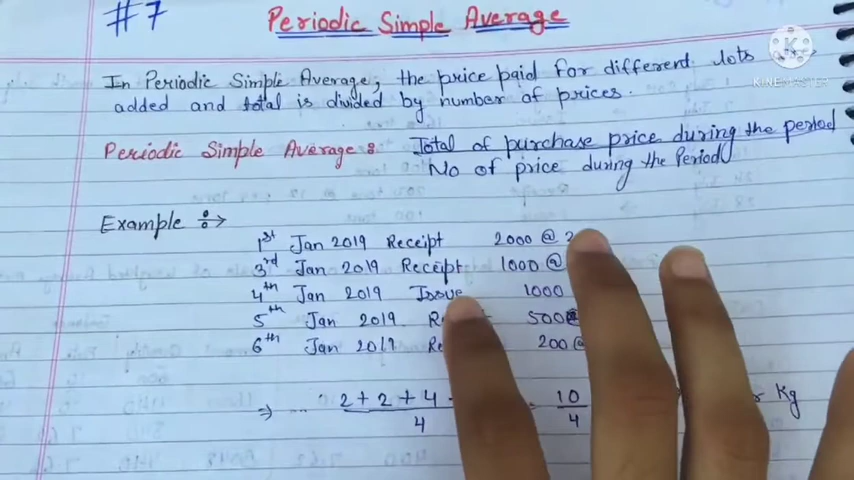 #7
Periodic Simple Average
In Periodic Simple Average, the price paid for different lots
added and total is divided by number of prices.
KINEMASTER
Periodic Simple Average : Total of purchase price during the period
No of price during the Period
Example :→
1st Jan 2019 Receipt 2000 @
3rd Jan 2019 Receipt 1000 @
4th Jan 2019 Issue 1000
5th Jan 2019 500@
6th Jan 2019 200@
⇒ 2 + 2 + 4 = 10 Kg
4 4